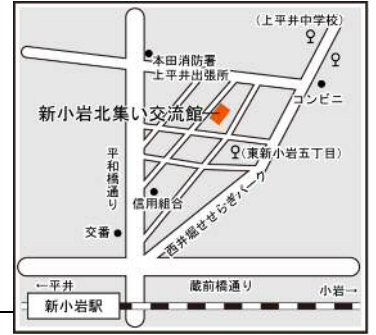 (上平井中学校)
本田消防署
上平井出張所
コンビニ
新小岩北集い交流館
(東新小岩五丁目)
平和橋通り
信用組合
西井堀せせらぎパーク
交番
←平井
蔵前橋通り
小岩→
新小岩駅